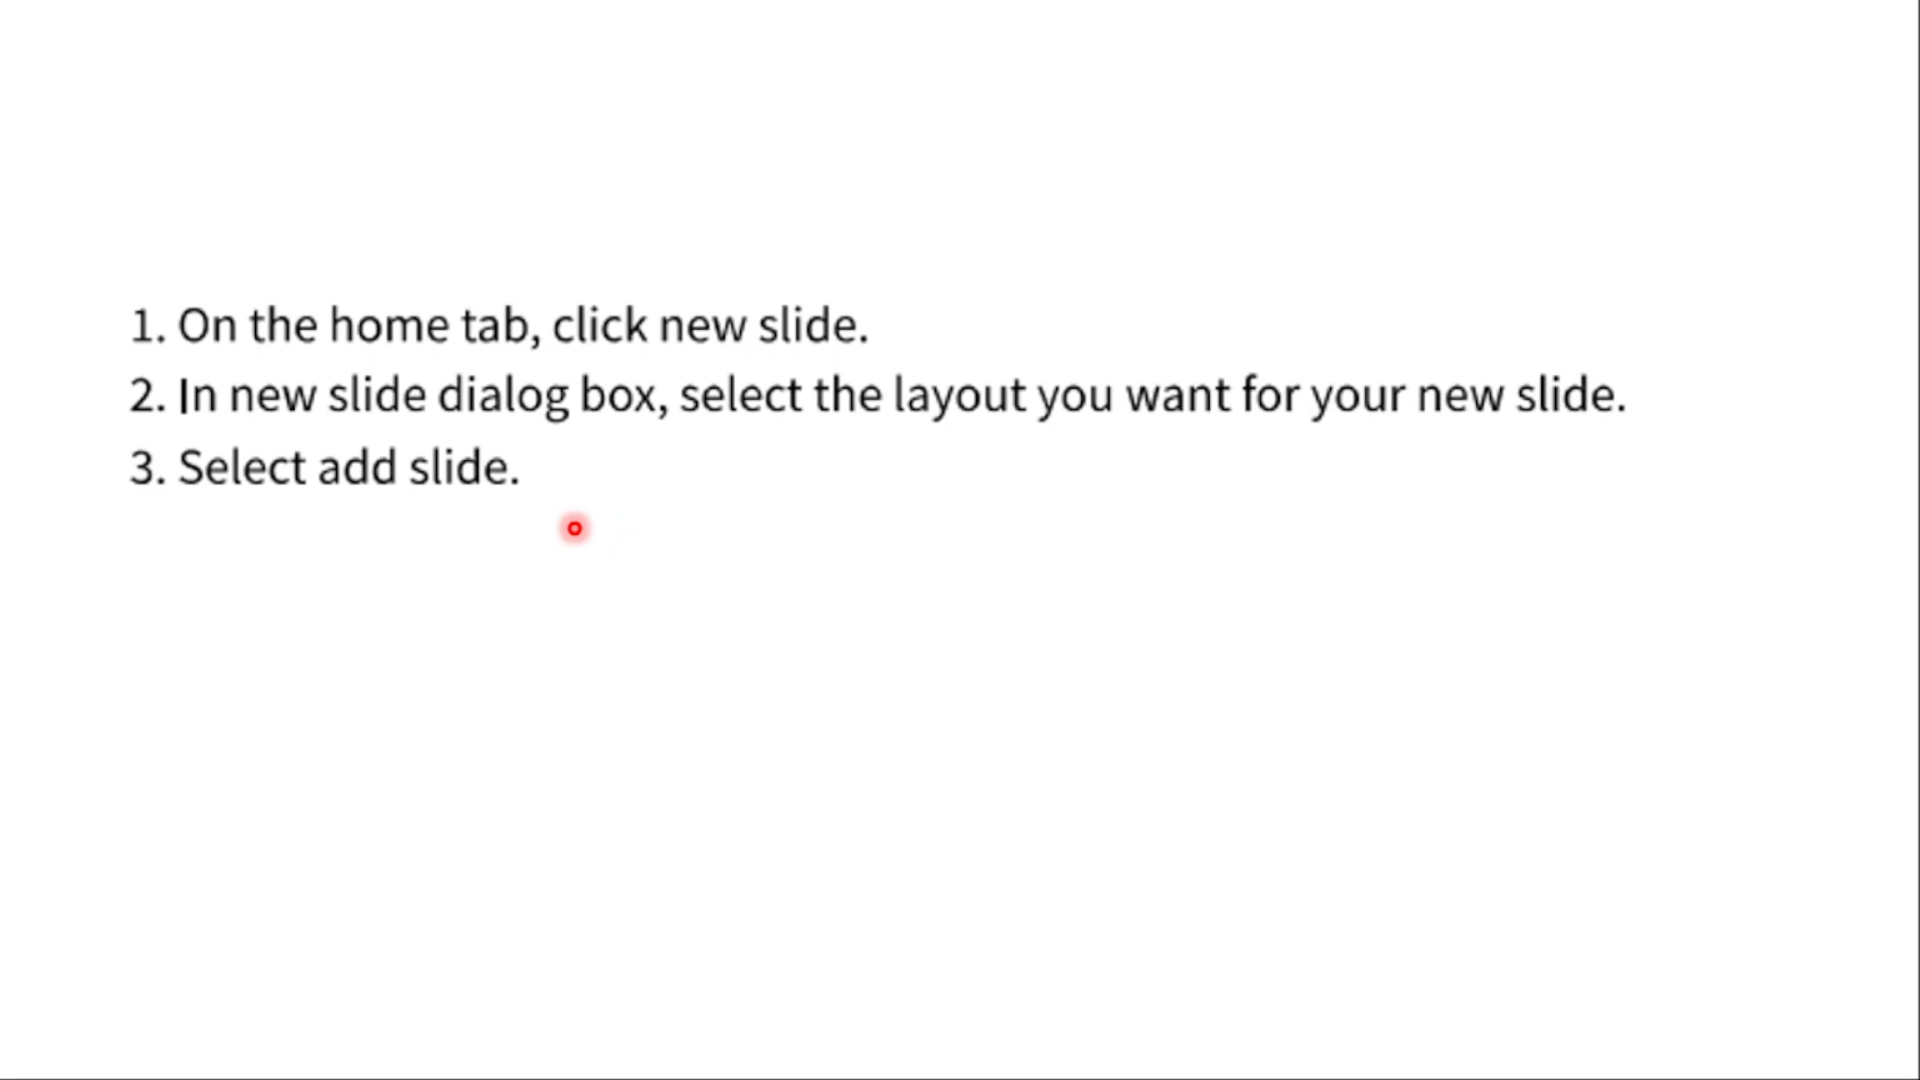 1. On the home tab, click new slide.
2. In new slide dialog box, select the layout you want for your new slide.
3. Select add slide.